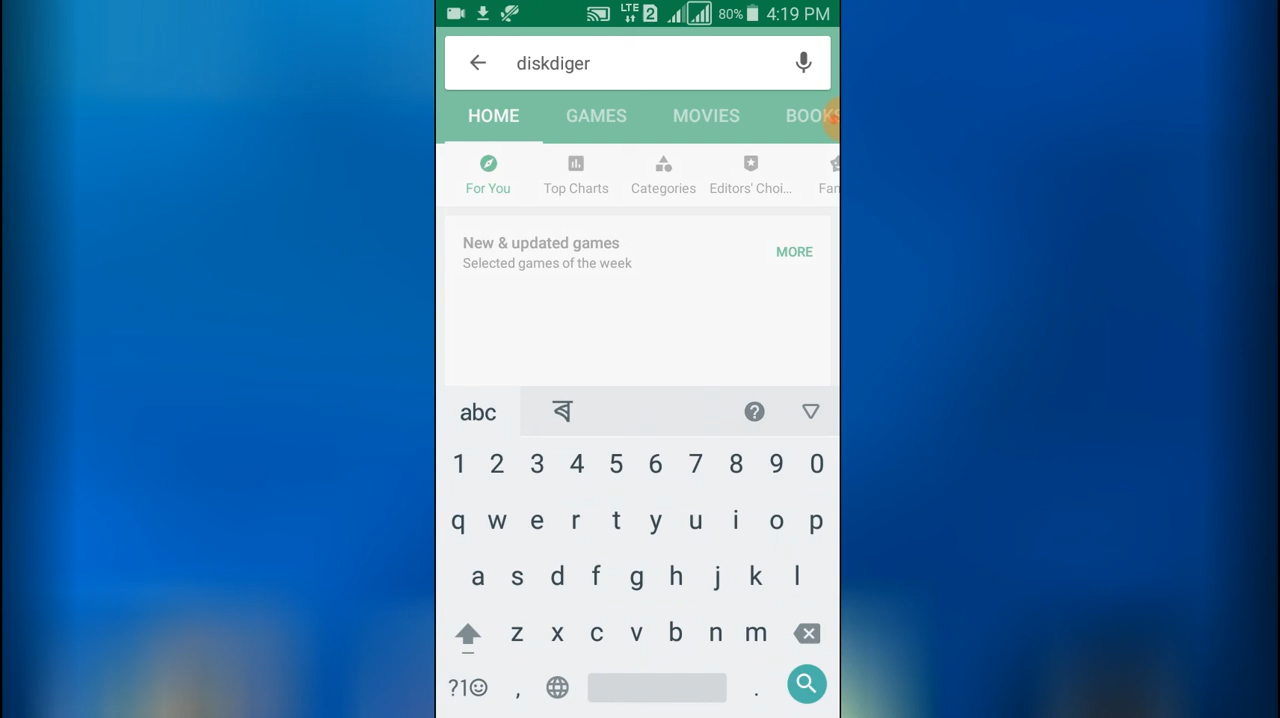 LTE 2 80% 4:19 PM
diskdiger
HOME GAMES MOVIES BOOKS
For You Top Charts Categories Editors' Choi... Fan
New & updated games
MORE
Selected games of the week
abc ব ?
1 2 3 4 5 6 7 8 9 0
q w e r t y u i o p
a s d f g h j k l
z x c v b n m
?1☺ , .